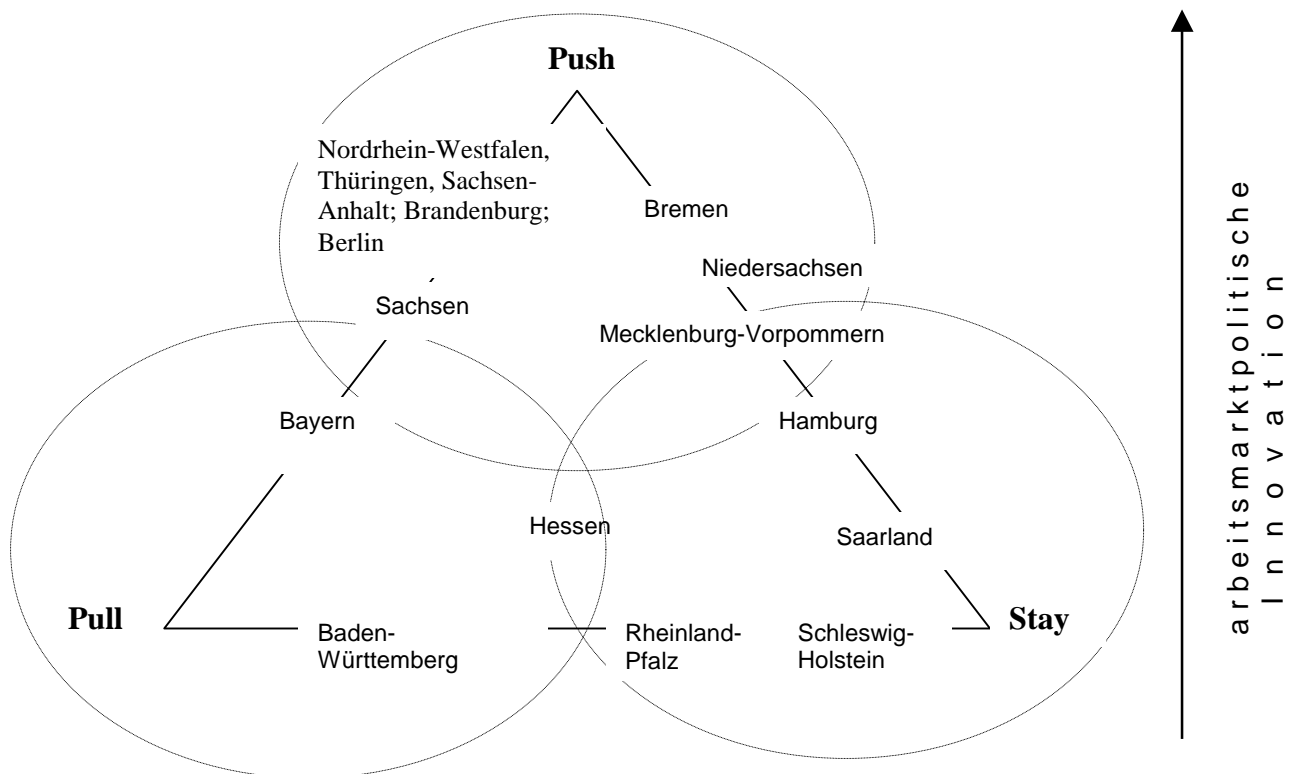 Push
Nordrhein-Westfalen,
Thüringen, Sachsen-
Anhalt; Brandenburg;
Berlin
Bremen
Niedersachsen
Sachsen
Mecklenburg-Vorpommern
Bayern
Hamburg
Hessen
Saarland
Pull
Baden-
Württemberg
Rheinland-
Pfalz
Schleswig-
Holstein
Stay
arbeitsmarktpolitische
Innovation